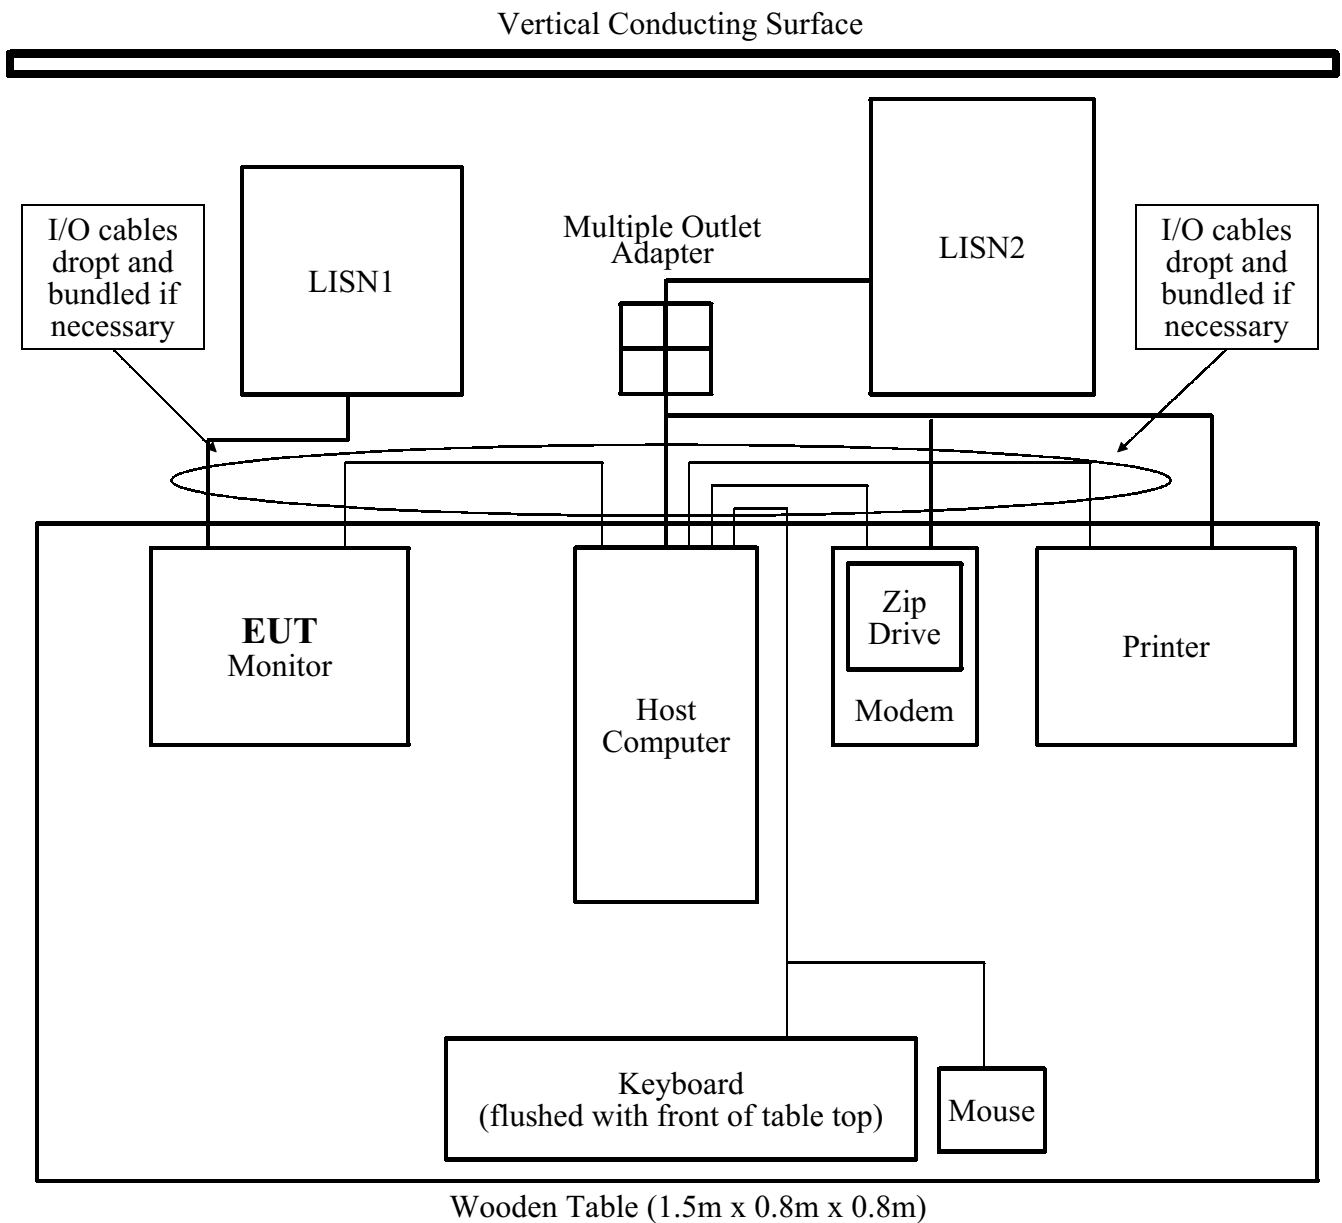 Vertical Conducting Surface
I/O cables
dropt and
bundled if
necessary
LISN1
Multiple Outlet
Adapter
LISN2
I/O cables
dropt and
bundled if
necessary
EUT
Monitor
Host
Computer
Zip
Drive
Modem
Printer
Keyboard
(flushed with front of table top)
Mouse
Wooden Table (1.5m x 0.8m x 0.8m)